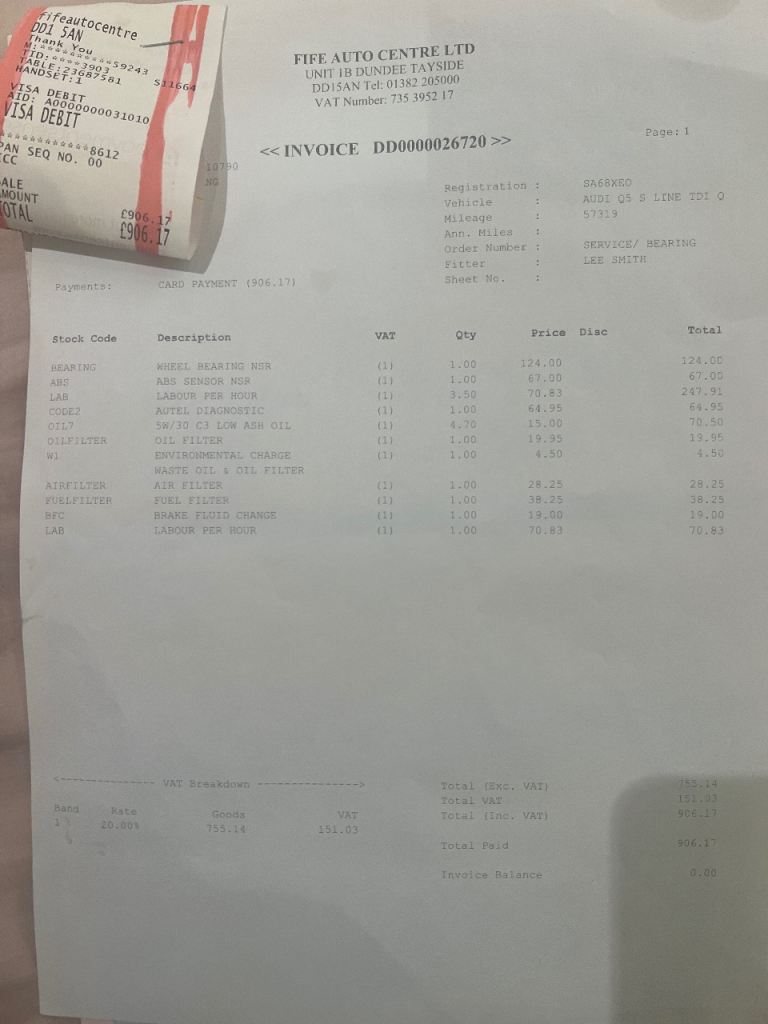 fifeautocentre
DD1 5AN
Thank You
M:**********59243
TID:****3903
TABLE:23687581 S11664
HANDSET:1
VISA DEBIT
AID: A0000000031010
VISA DEBIT
************8612
PAN SEQ NO. 00
ICC
SALE
AMOUNT £906.17
TOTAL £906.17
FIFE AUTO CENTRE LTD
UNIT 1B DUNDEE TAYSIDE
DD15AN Tel: 01382 205000
VAT Number: 735 3952 17
Page: 1
<< INVOICE DD0000026720 >>
10790
NG
Registration : SA68XEO
Vehicle : AUDI Q5 S LINE TDI Q
Mileage : 57319
Ann. Miles :
Order Number : SERVICE/ BEARING
Fitter : LEE SMITH
Sheet No. :
Payments: CARD PAYMENT (906.17)
Stock Code Description VAT Qty Price Disc Total
BEARING WHEEL BEARING NSR (1) 1.00 124.00 124.00
ABS ABS SENSOR NSR (1) 1.00 67.00 67.00
LAB LABOUR PER HOUR (1) 3.50 70.83 247.91
CODE2 AUTEL DIAGNOSTIC (1) 1.00 64.95 64.95
OIL7 5W/30 C3 LOW ASH OIL (1) 4.70 15.00 70.50
OILFILTER OIL FILTER (1) 1.00 19.95 19.95
W1 ENVIRONMENTAL CHARGE (1) 1.00 4.50 4.50
WASTE OIL & OIL FILTER
AIRFILTER AIR FILTER (1) 1.00 28.25 28.25
FUELFILTER FUEL FILTER (1) 1.00 38.25 38.25
BFC BRAKE FLUID CHANGE (1) 1.00 19.00 19.00
LAB LABOUR PER HOUR (1) 1.00 70.83 70.83
<-------------- VAT Breakdown --------------->
Band Rate Goods VAT
1 20.00% 755.14 151.03
Total (Exc. VAT) 755.14
Total VAT 151.03
Total (Inc. VAT) 906.17
Total Paid 906.17
Invoice Balance 0.00